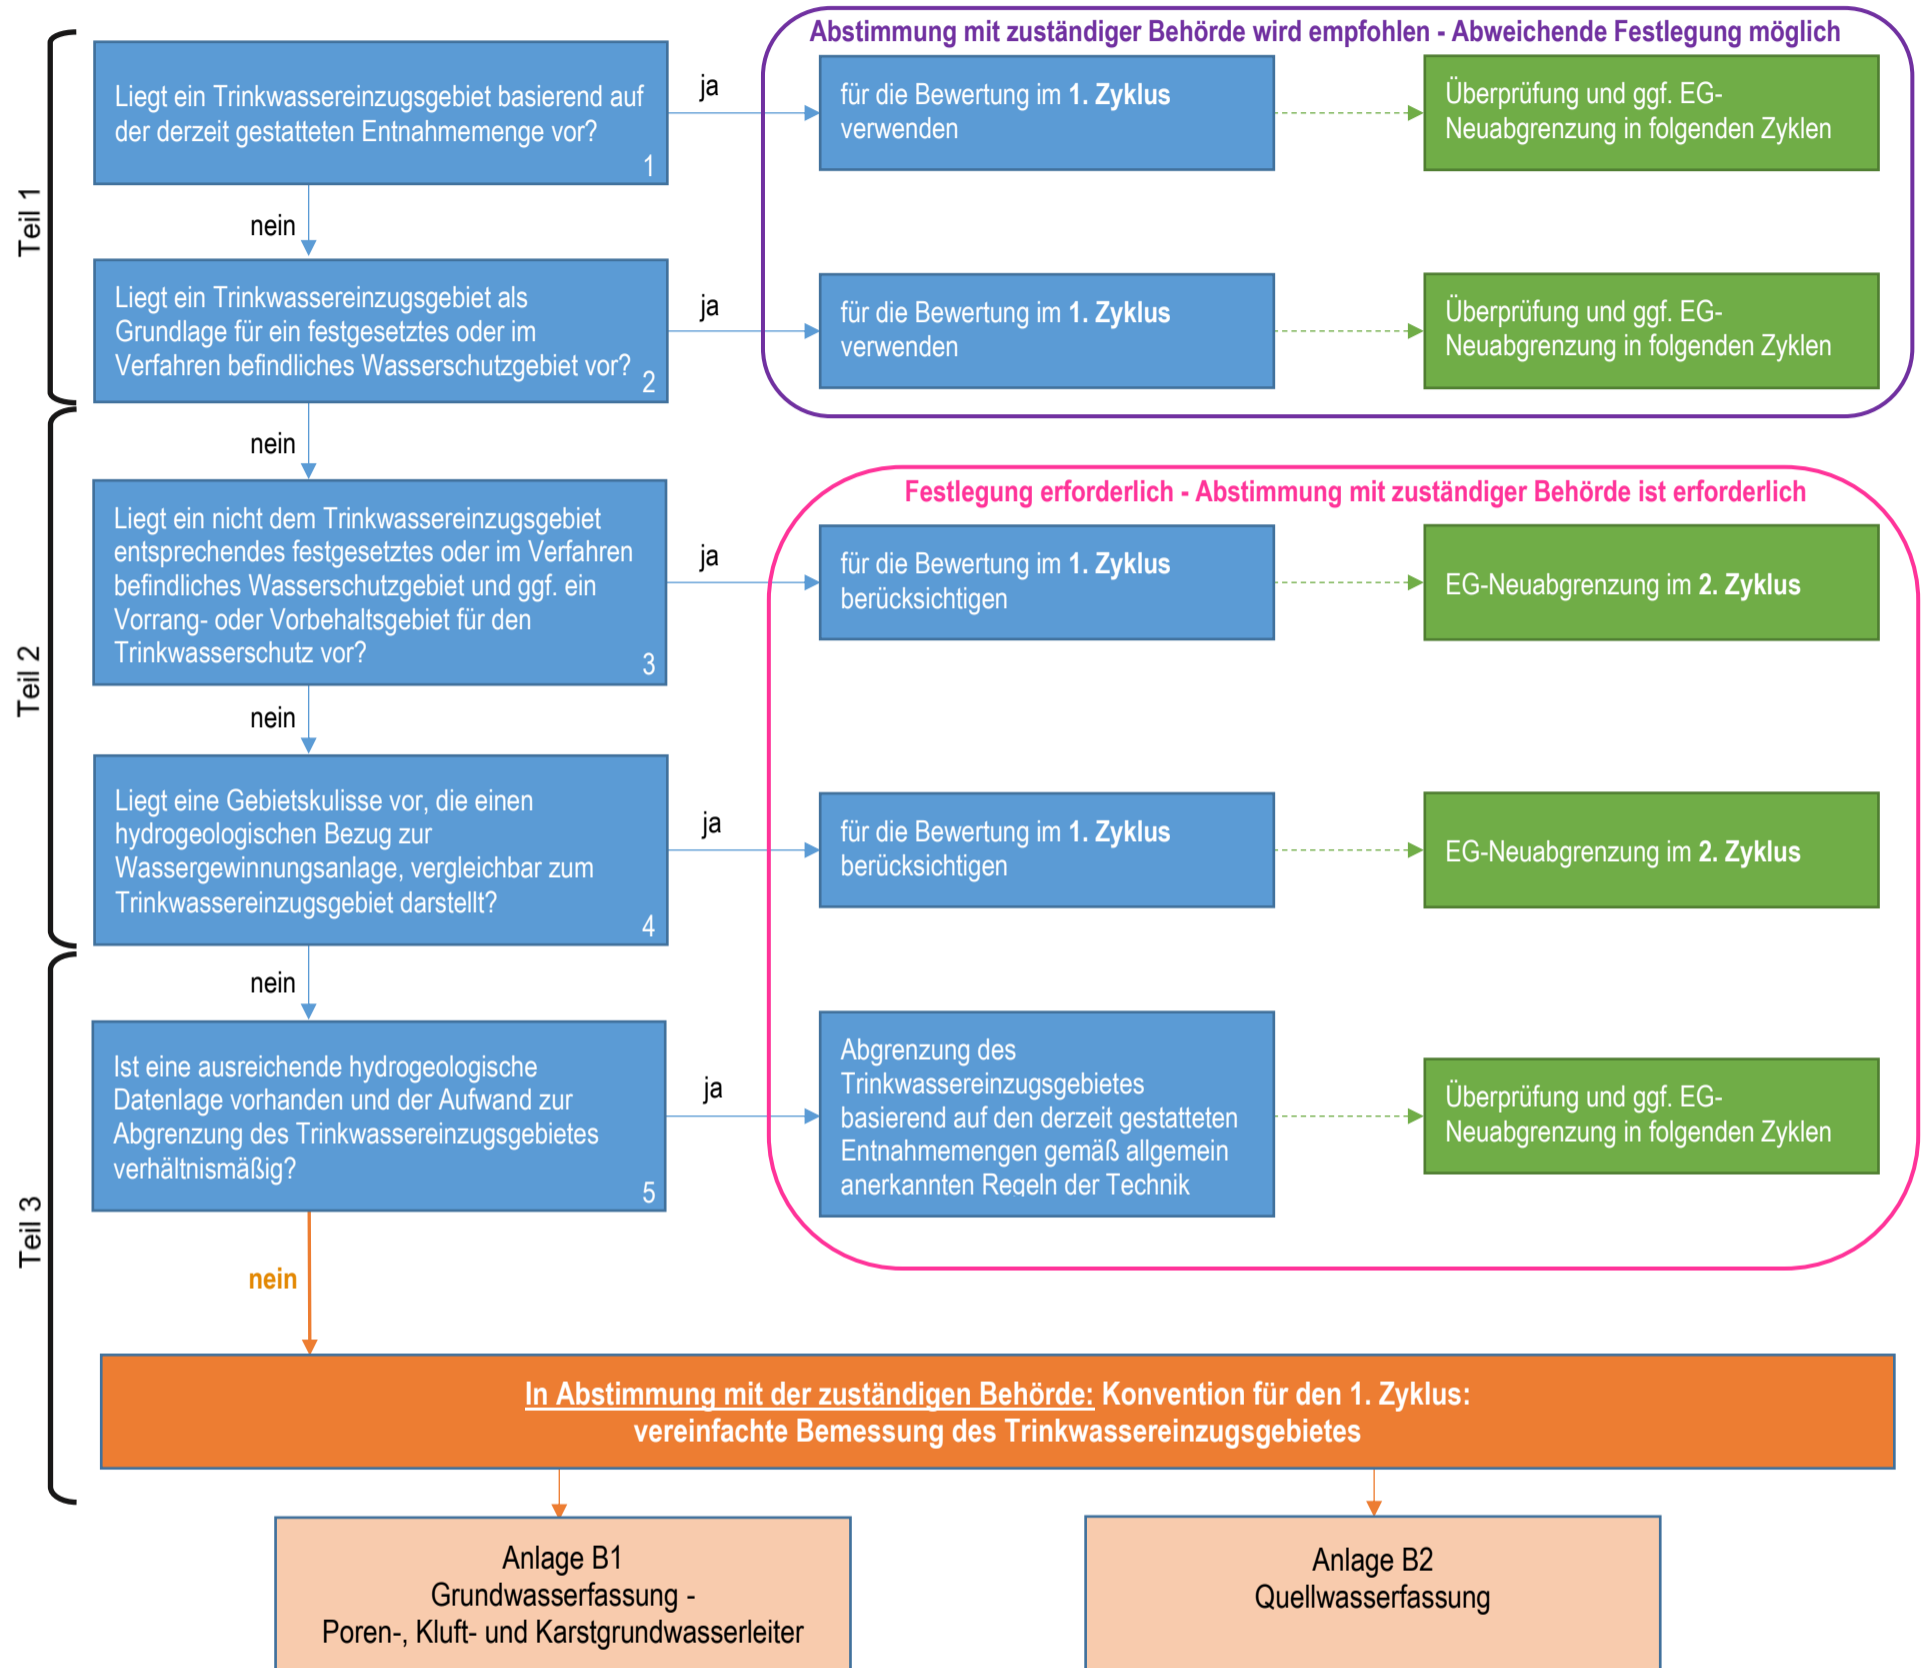 Abstimmung mit zuständiger Behörde wird empfohlen - Abweichende Festlegung möglich
Teil 1
Liegt ein Trinkwassereinzugsgebiet basierend auf
der derzeit gestatteten Entnahmemenge vor?
1
ja
für die Bewertung im 1. Zyklus
verwenden
Überprüfung und ggf. EG-
Neuabgrenzung in folgenden Zyklen
nein
Liegt ein Trinkwassereinzugsgebiet als
Grundlage für ein festgesetztes oder im
Verfahren befindliches Wasserschutzgebiet vor?
2
ja
für die Bewertung im 1. Zyklus
verwenden
Überprüfung und ggf. EG-
Neuabgrenzung in folgenden Zyklen
nein
Teil 2
Festlegung erforderlich - Abstimmung mit zuständiger Behörde ist erforderlich
Liegt ein nicht dem Trinkwassereinzugsgebiet
entsprechendes festgesetztes oder im Verfahren
befindliches Wasserschutzgebiet und ggf. ein
Vorrang- oder Vorbehaltsgebiet für den
Trinkwasserschutz vor?
3
ja
für die Bewertung im 1. Zyklus
berücksichtigen
EG-Neuabgrenzung im 2. Zyklus
nein
Liegt eine Gebietskulisse vor, die einen
hydrogeologischen Bezug zur
Wassergewinnungsanlage, vergleichbar zum
Trinkwassereinzugsgebiet darstellt?
4
ja
für die Bewertung im 1. Zyklus
berücksichtigen
EG-Neuabgrenzung im 2. Zyklus
nein
Teil 3
Ist eine ausreichende hydrogeologische
Datenlage vorhanden und der Aufwand zur
Abgrenzung des Trinkwassereinzugsgebietes
verhältnismäßig?
5
ja
Abgrenzung des
Trinkwassereinzugsgebietes
basierend auf den derzeit gestatteten
Entnahmemengen gemäß allgemein
anerkannten Regeln der Technik
Überprüfung und ggf. EG-
Neuabgrenzung in folgenden Zyklen
nein
In Abstimmung mit der zuständigen Behörde: Konvention für den 1. Zyklus:
vereinfachte Bemessung des Trinkwassereinzugsgebietes
Anlage B1
Grundwasserfassung -
Poren-, Kluft- und Karstgrundwasserleiter
Anlage B2
Quellwasserfassung